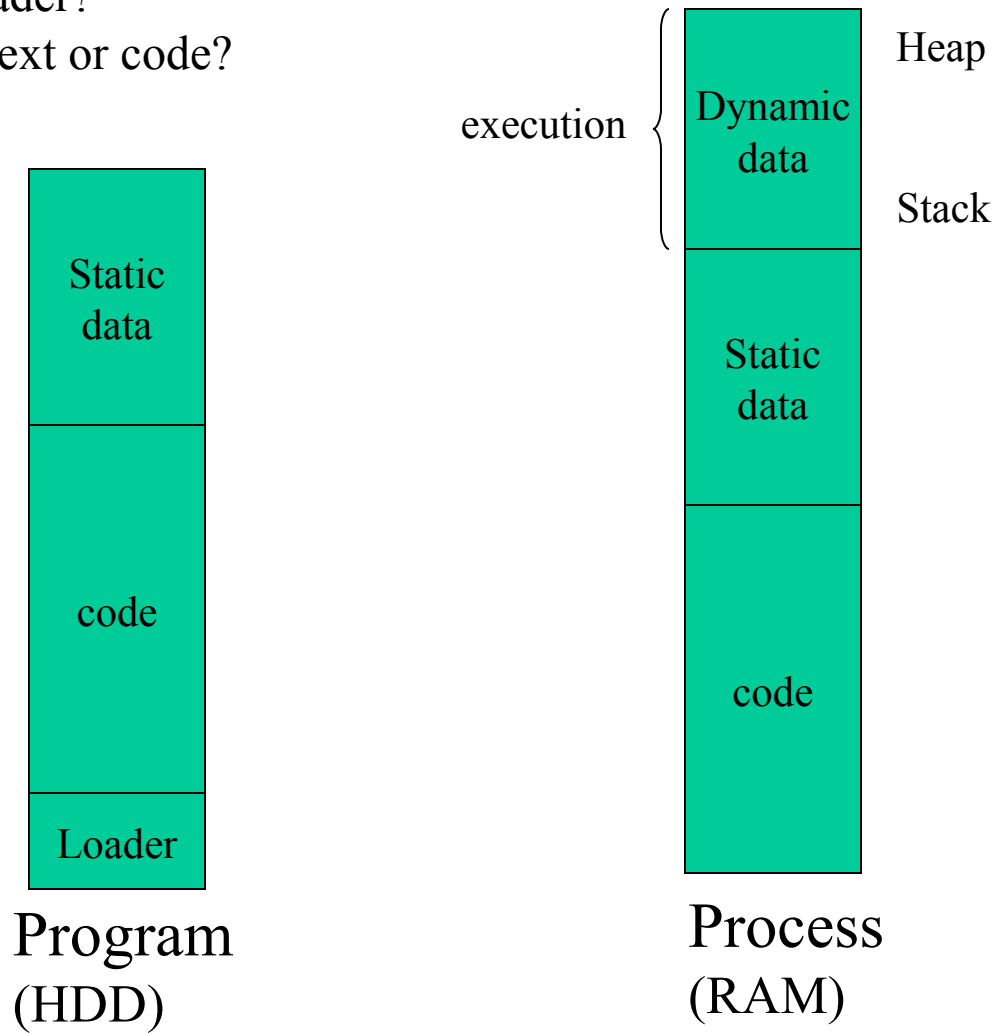 ext or code?
Static
data
code
Loader
Program
(HDD)
execution
Dynamic
data
Heap
Stack
Static
data
code
Process
(RAM)